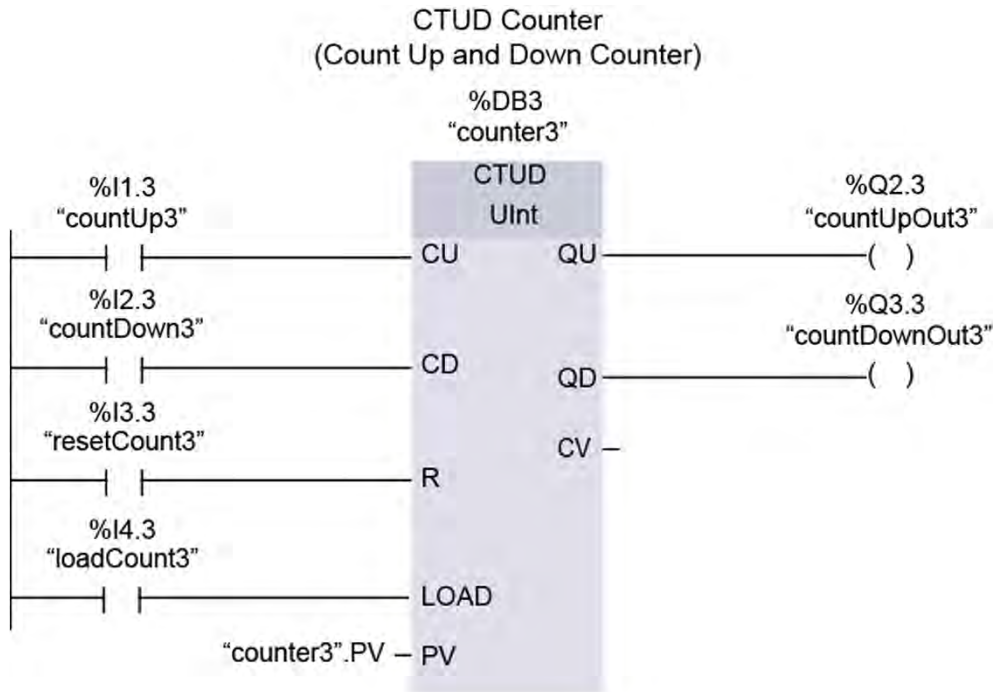 CTUD Counter
(Count Up and Down Counter)
%DB3
“counter3”
CTUD
UInt
%I1.3
“countUp3”
CU
QU
%Q2.3
“countUpOut3”
( )
%I2.3
“countDown3”
CD
QD
%Q3.3
“countDownOut3”
( )
%I3.3
“resetCount3”
R
CV
%I4.3
“loadCount3”
LOAD
“counter3”.PV
PV